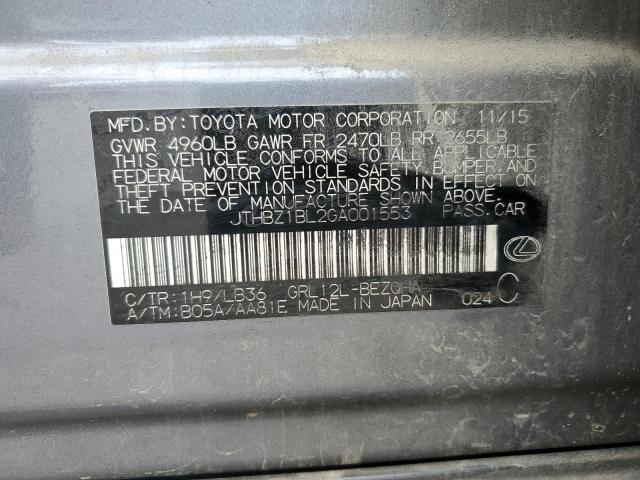 MFD.BY:TOYOTA MOTOR CORPORATION 11/15
GVWR 4960LB GAWR FR 2470LB RR 2655LB
THIS VEHICLE CONFORMS TO ALL APPLICABLE
FEDERAL MOTOR VEHICLE SAFETY, BUMPER AND
THEFT PREVENTION STANDARDS IN EFFECT ON
THE DATE OF MANUFACTURE SHOWN ABOVE.
JTHBZ1BL2GA001553 PASS.CAR
C/TR:1H9/LB36 GRL12L-BEZQHA
A/TM:B05A/AA81E MADE IN JAPAN 024 C